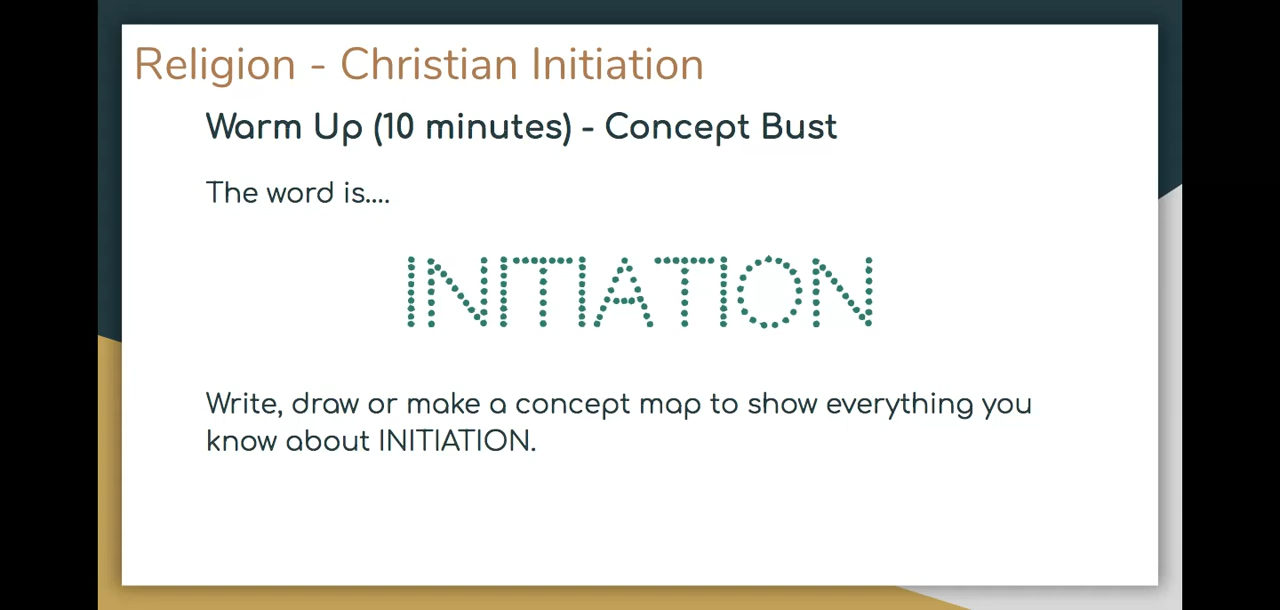 Religion - Christian Initiation
Warm Up (10 minutes) - Concept Bust
The word is....
INITIATION
Write, draw or make a concept map to show everything you
know about INITIATION.